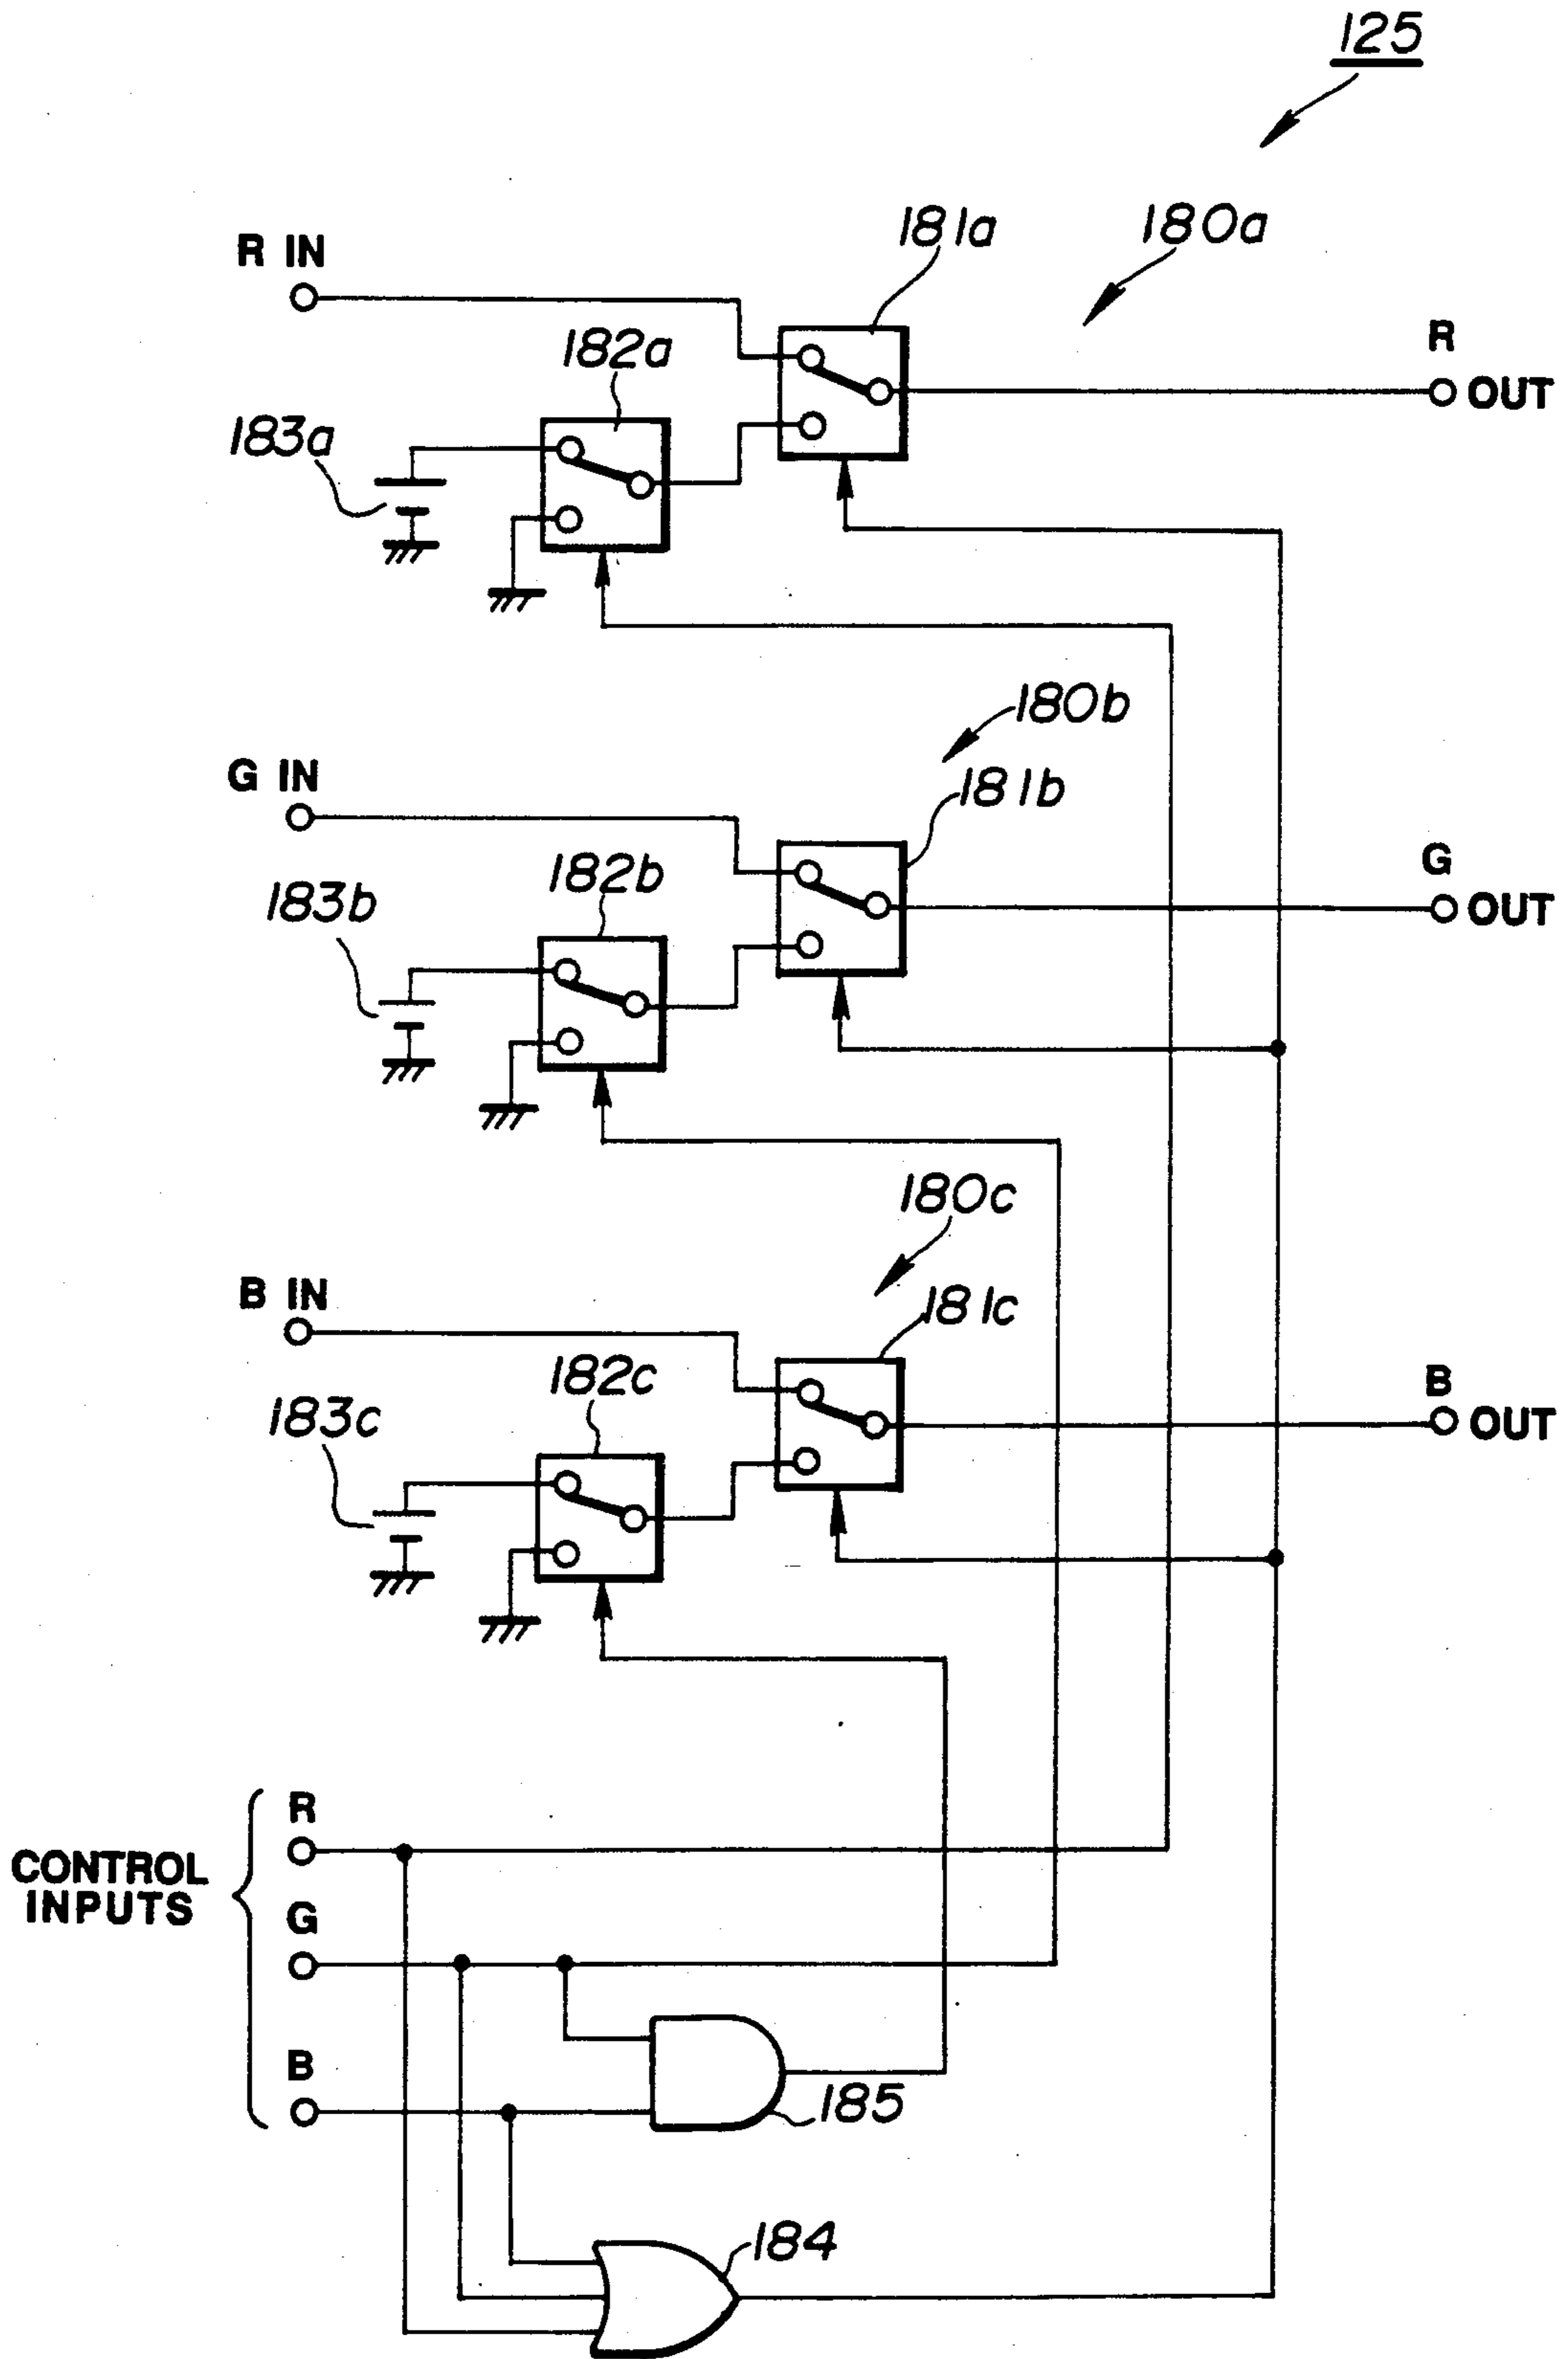 125
181a
180a
R IN
R
OUT
182a
183a
180b
181b
G IN
G
OUT
182b
183b
180c
181c
B IN
B
OUT
182c
183c
R
CONTROL
INPUTS
G
B
185
184